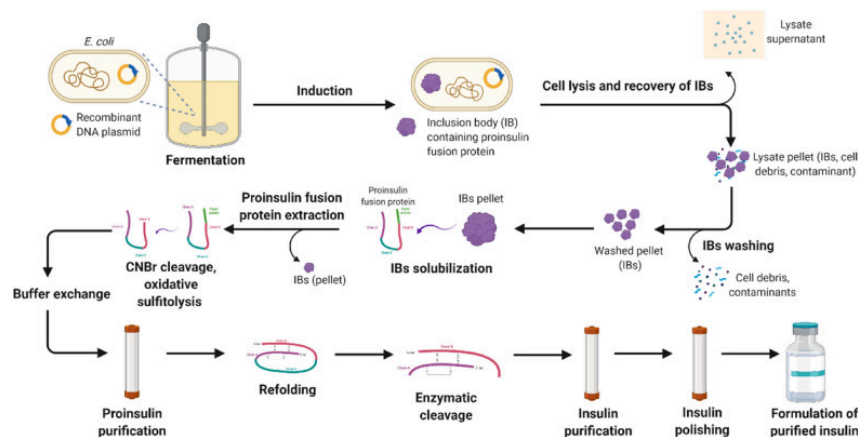 E. coli
Recombinant
DNA plasmid
Fermentation
Induction
Inclusion body (IB)
containing proinsulin
fusion protein
Cell lysis and recovery of IBs
Lysate
supernatant
Lysate pellet (IBs, cell
debris, contaminant)
IBs washing
Cell debris,
contaminants
Washed pellet
(IBs)
IBs pellet
Proinsulin
fusion protein
IBs solubilization
Proinsulin fusion
protein extraction
IBs (pellet)
CNBr cleavage,
oxidative
sulfitolysis
Buffer exchange
Proinsulin
purification
Refolding
Enzymatic
cleavage
Insulin
purification
Insulin
polishing
Formulation of
purified insulin